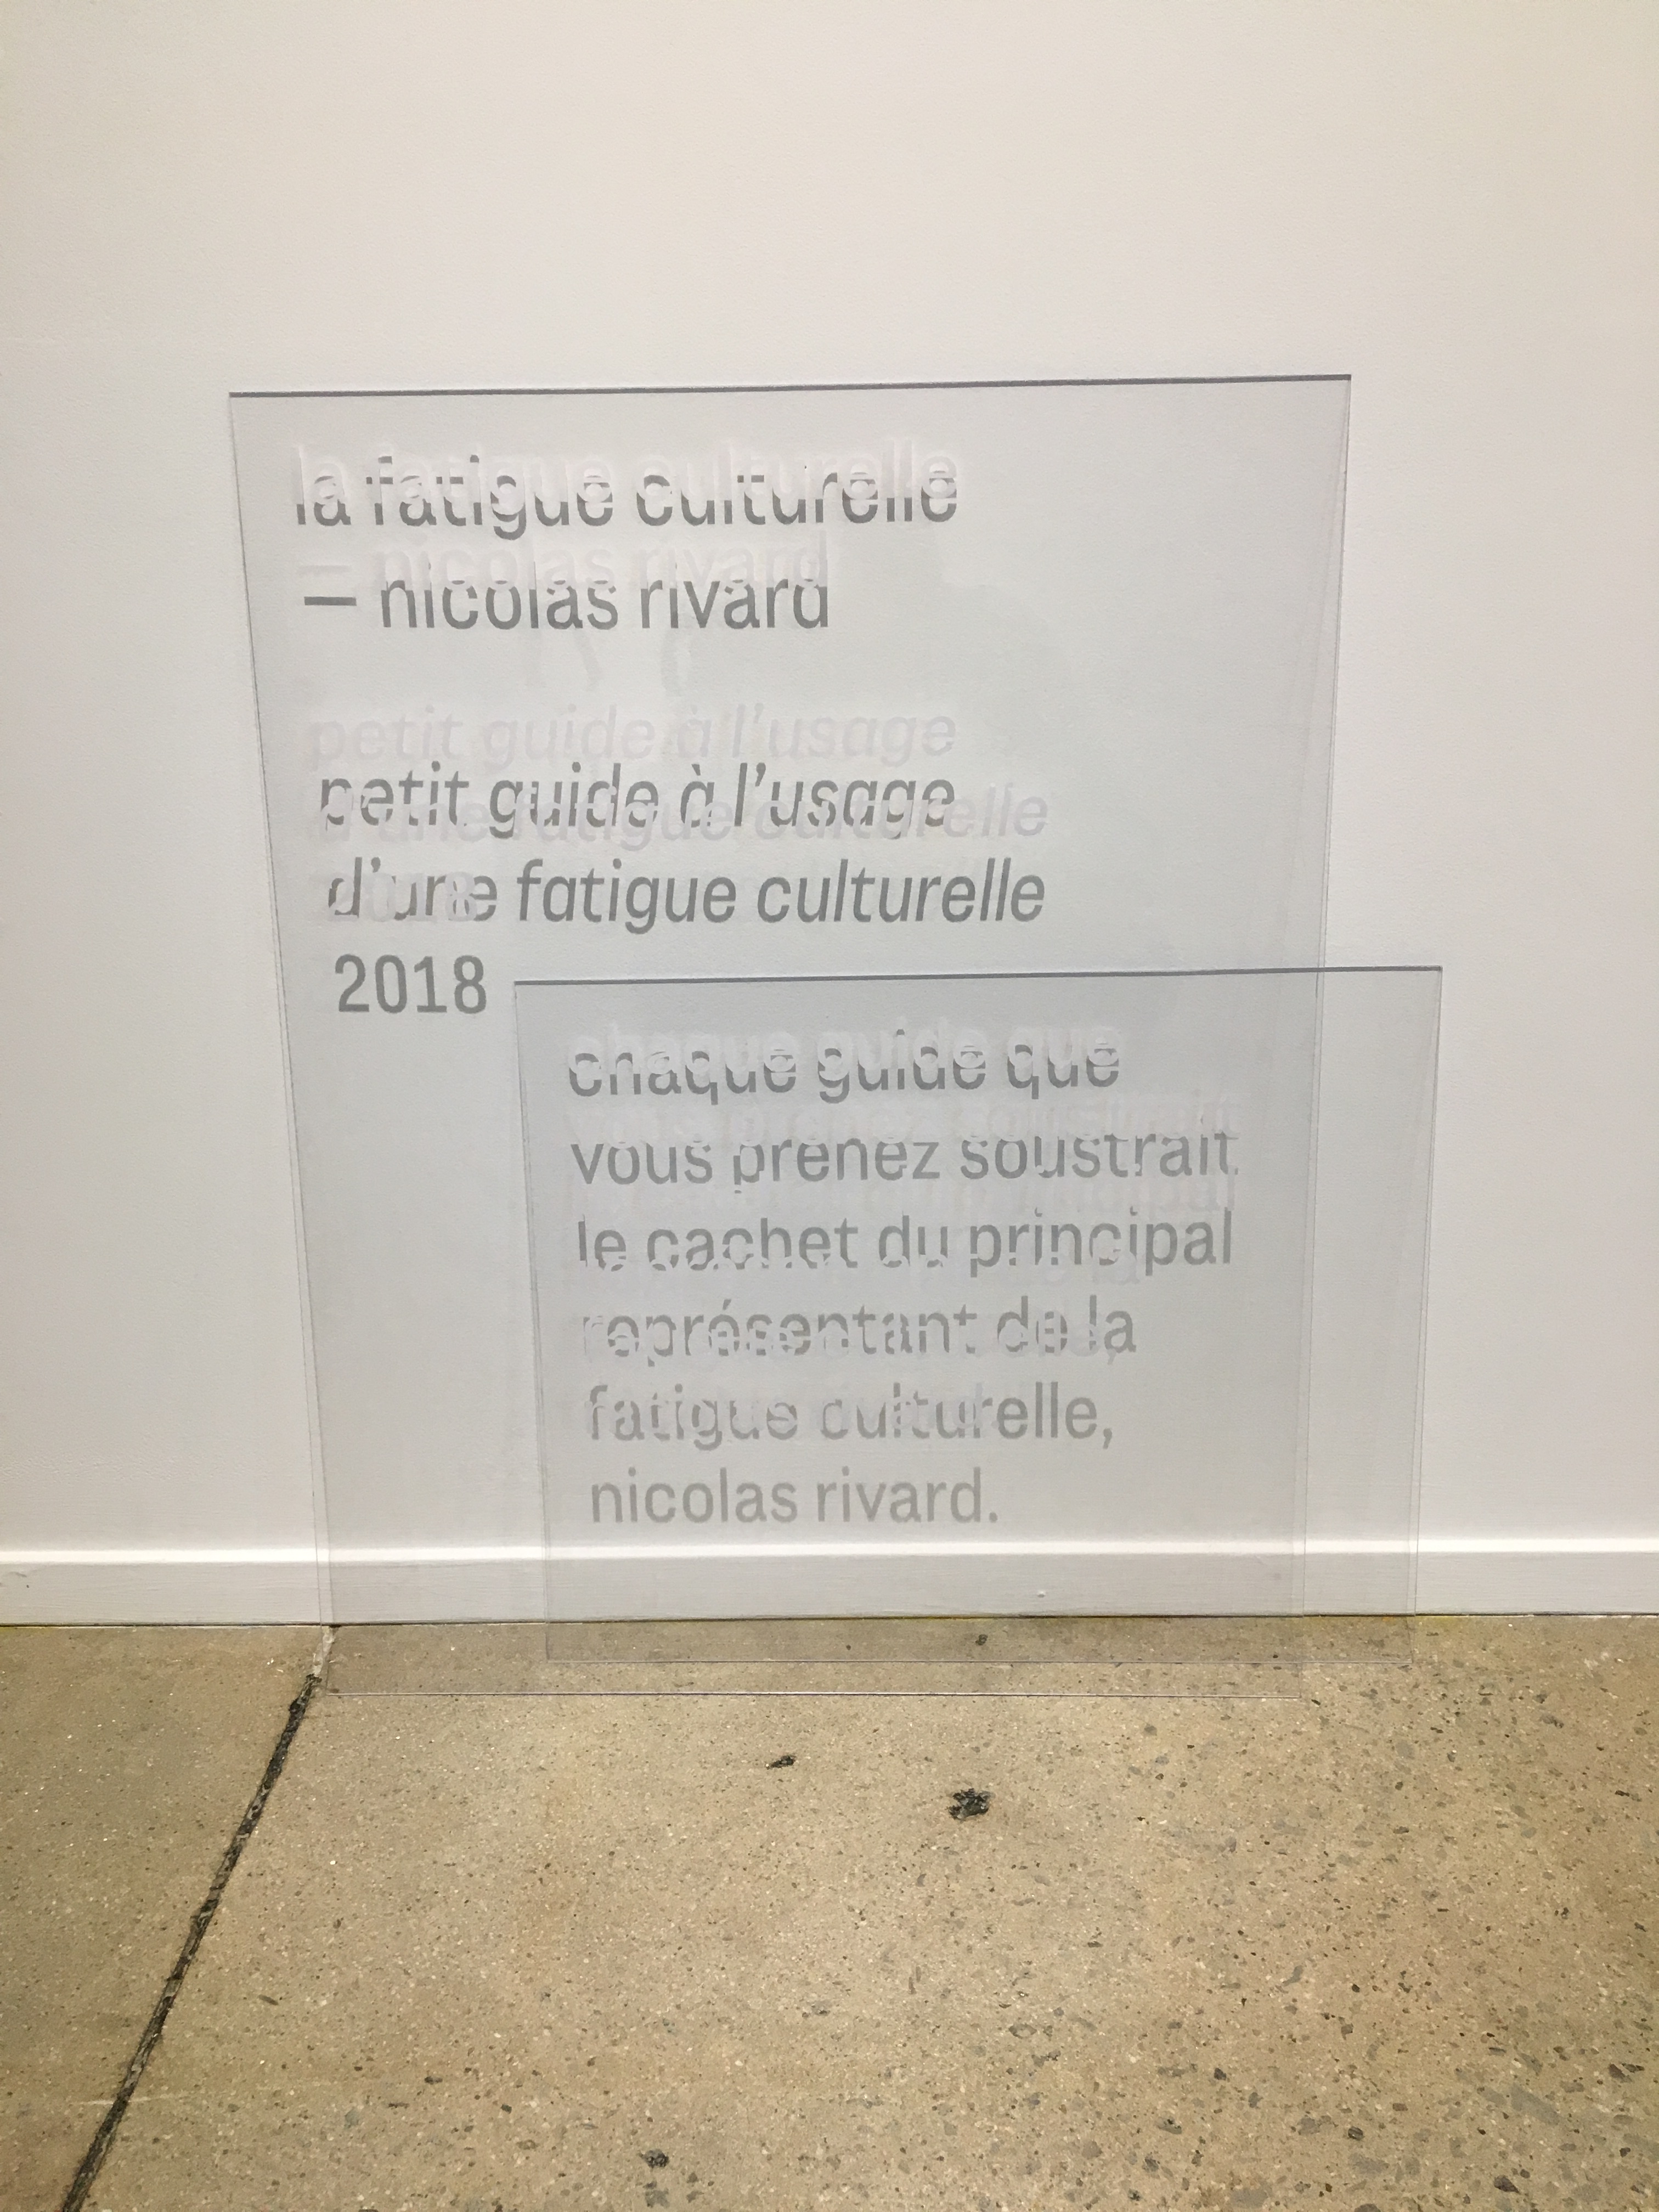 la fatigue culturelle
— nicolas rivard
petit guide à l'usage
d'une fatigue culturelle
2018
chaque guide que
vous prenez soustrait
le cachet du principal
représentant de la
fatigue culturelle,
nicolas rivard.